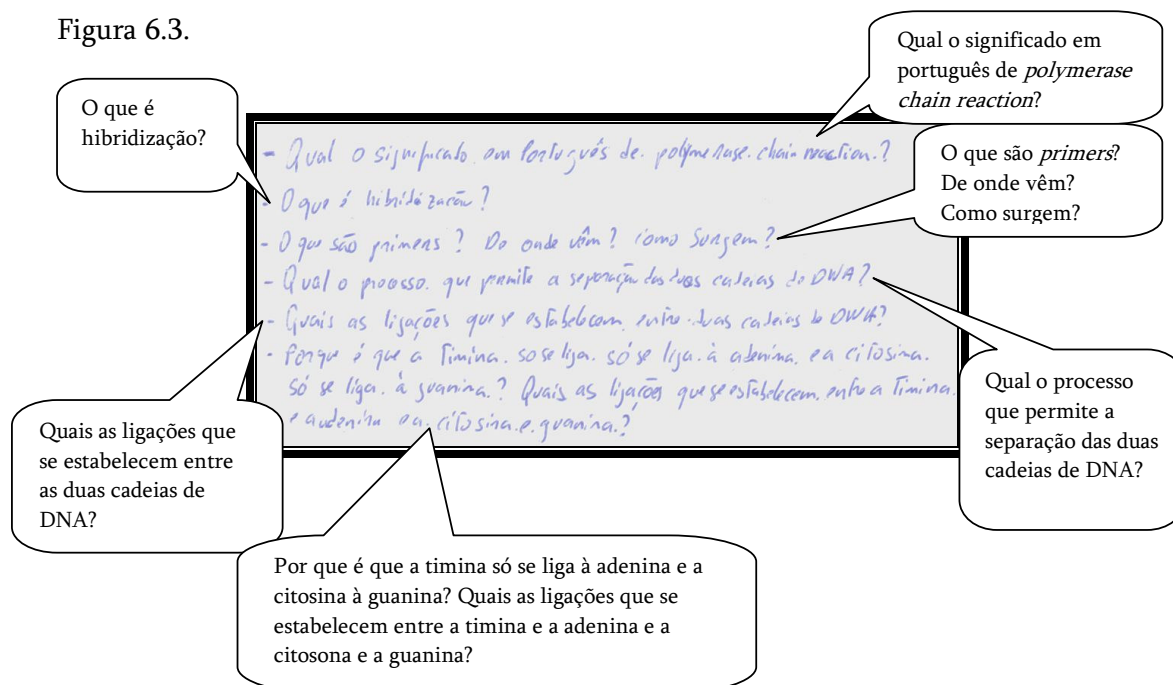 Figura 6.3.
Qual o significado em
português de polymerase
chain reaction?
O que é
hibridização?
- Qual o significado em Português de polymerase chain reaction?
- O que é hibridização?
- O que são primers? De onde vêm? Como Surgem?
- Qual o processo que permite a separação das duas cadeias de DNA?
- Quais as ligações que se estabelecem entre duas cadeias de DNA?
- Porque é que a Timina só se liga só se liga à adenina e a citosina
só se liga à guanina? Quais as ligações que se estabelecem entre a Timina
e a adenina e a citosina e guanina?
O que são primers?
De onde vêm?
Como surgem?
Qual o processo
que permite a
separação das duas
cadeias de DNA?
Quais as ligações que
se estabelecem entre
as duas cadeias de
DNA?
Por que é que a timina só se liga à adenina e a
citosina à guanina? Quais as ligações que se
estabelecem entre a timina e a adenina e a
citosona e a guanina?